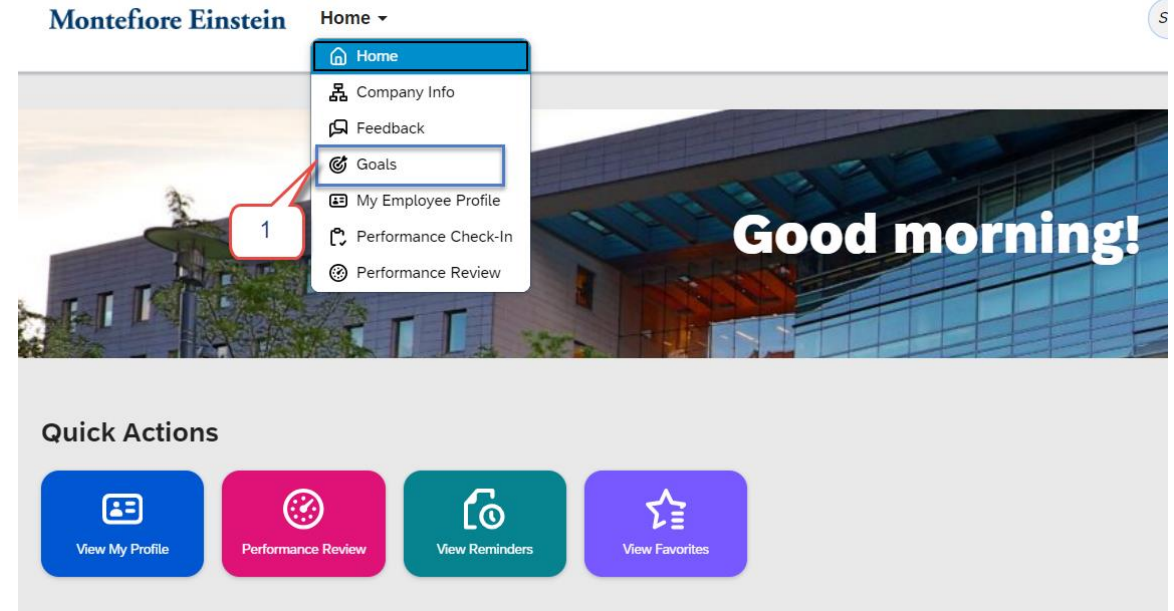 Montefiore Einstein
Home
S
Home
Company Info
Feedback
Goals
My Employee Profile
Performance Check-In
Performance Review
1
Good morning!
Quick Actions
View My Profile
Performance Review
View Reminders
View Favorites